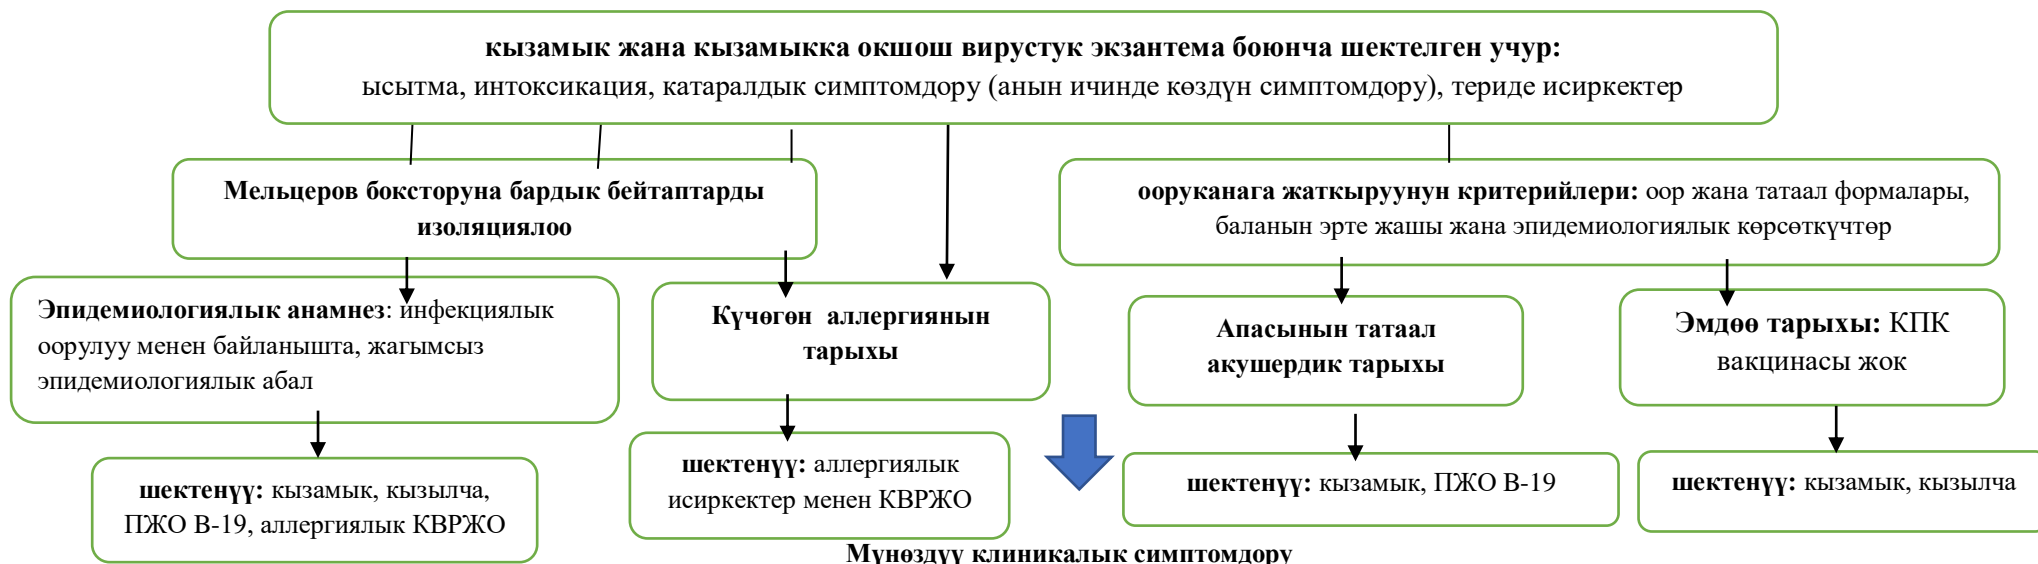 кызамык жана кызамыкка окшош вирустук экзантема боюнча шектелген учур:
ысытма, интоксикация, катаралдык симптомдору (анын ичинде көздүн симптомдору), териде исиркектер
Мельцеров боксторуна бардык бейтаптарды
изоляциялоо
ооруканага жаткыруунун критерийлери: оор жана татаал формалары,
баланын эрте жашы жана эпидемиологиялык көрсөткүчтөр
Эпидемиологиялык анамнез: инфекциялык
оорулуу менен байланышта, жагымсыз
эпидемиологиялык абал
Күчөгөн аллергиянын
тарыхы
Апасынын татаал
акушердик тарыхы
Эмдөө тарыхы: КПК
вакцинасы жок
шектенүү: кызамык, кызылча,
ПЖО В-19, аллергиялык КВРЖО
шектенүү: аллергиялык
исиркектер менен КВРЖО
шектенүү: кызамык, ПЖО В-19
шектенүү: кызамык, кызылча
Мүнөздүү клиникалык симптомдору